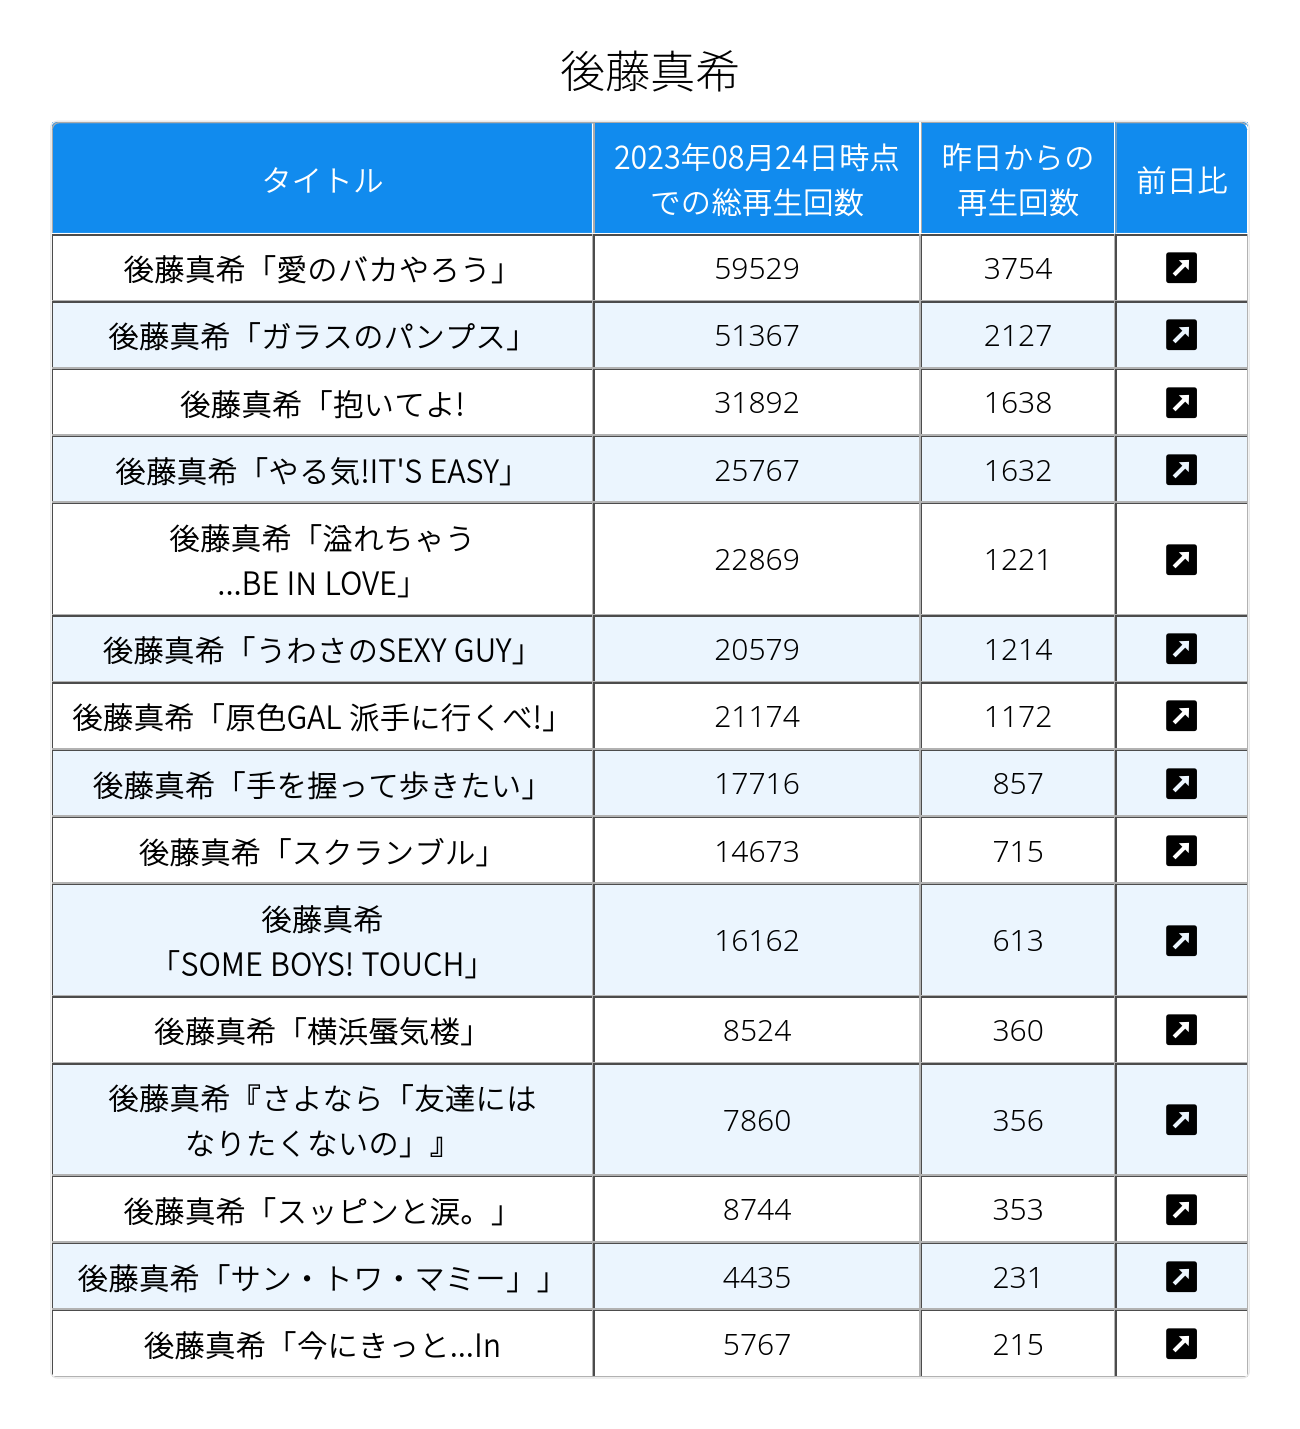 後藤真希
タイトル
2023年08月24日時点
での総再生回数
昨日からの
再生回数
前日比
後藤真希「愛のバカやろう」 59529 3754
後藤真希「ガラスのパンプス」 51367 2127
後藤真希「抱いてよ! 31892 1638
後藤真希「やる気!IT'S EASY」 25767 1632
後藤真希「溢れちゃう
...BE IN LOVE」 22869 1221
後藤真希「うわさのSEXY GUY」 20579 1214
後藤真希「原色GAL 派手に行くべ!」 21174 1172
後藤真希「手を握って歩きたい」 17716 857
後藤真希「スクランブル」 14673 715
後藤真希
「SOME BOYS! TOUCH」 16162 613
後藤真希「横浜蜃気楼」 8524 360
後藤真希『さよなら「友達には
なりたくないの」』 7860 356
後藤真希「スッピンと涙。」 8744 353
後藤真希「サン・トワ・マミー」」 4435 231
後藤真希「今にきっと...In 5767 215